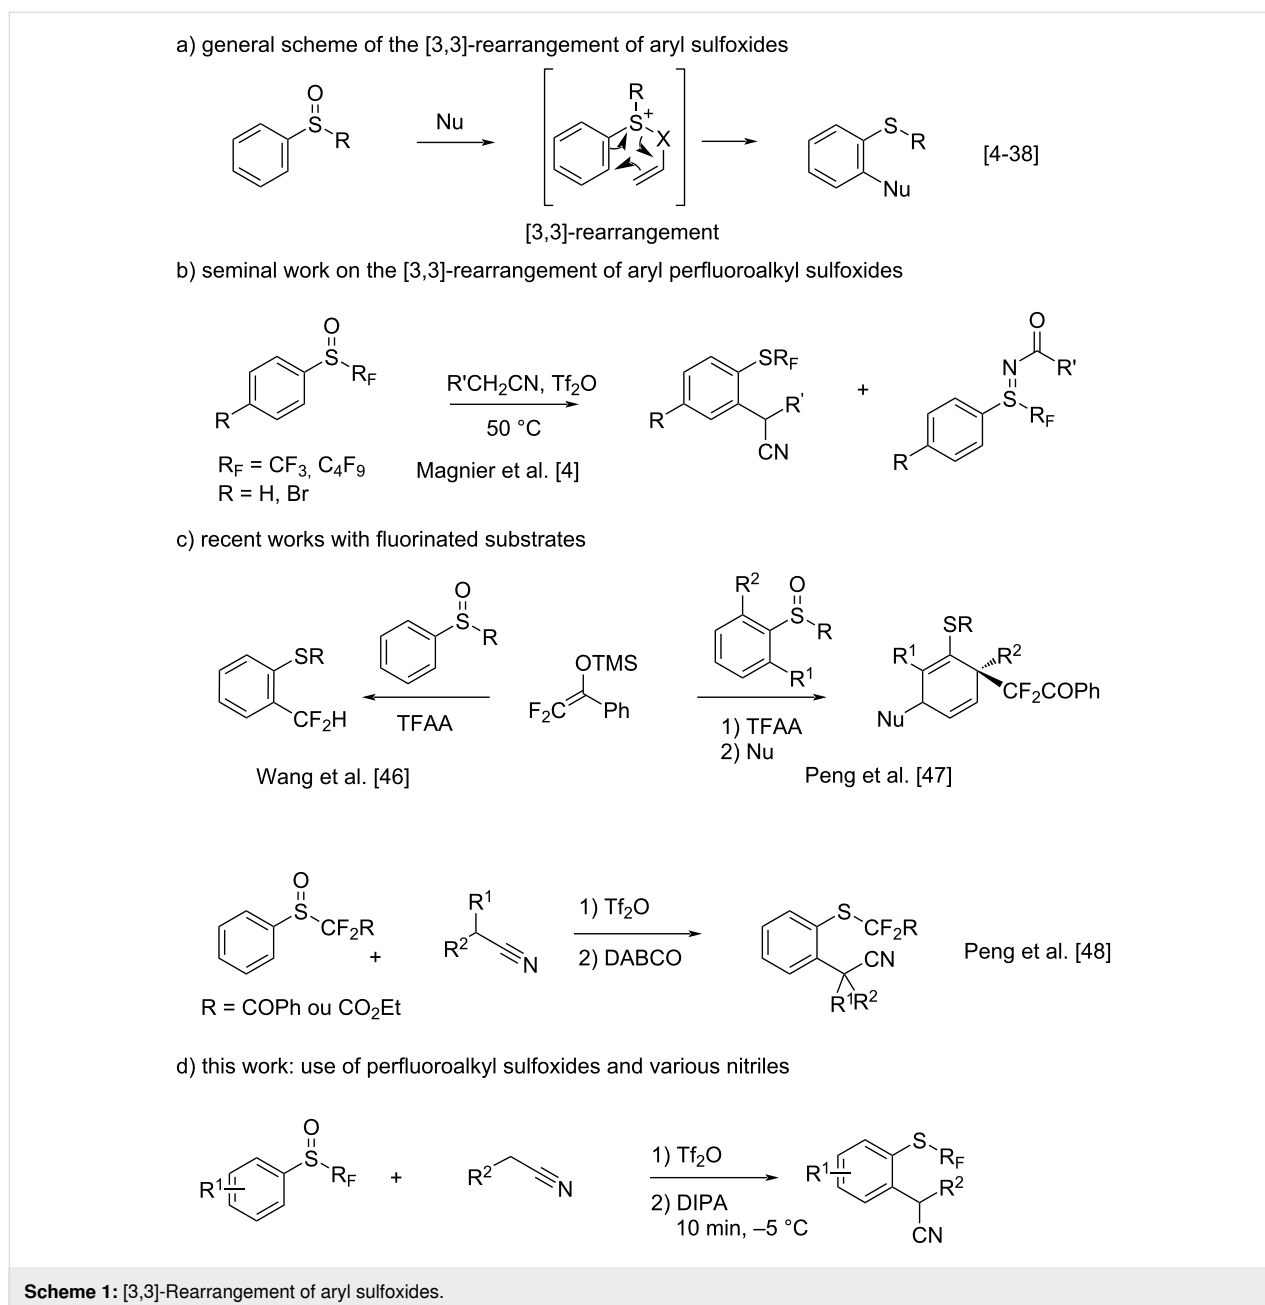 a) general scheme of the [3,3]-rearrangement of aryl sulfoxides
O
S
R
Nu
R
S+
X
S
R
Nu
[4-38]
[3,3]-rearrangement
b) seminal work on the [3,3]-rearrangement of aryl perfluoroalkyl sulfoxides
O
S
RF
R
RF = CF3, C4F9
R = H, Br
R'CH2CN, Tf2O
50 °C
Magnier et al. [4]
SRF
R
R'
CN
+
O
N
R'
S
RF
R
c) recent works with fluorinated substrates
SR
CF2H
O
S
R
TFAA
Wang et al. [46]
OTMS
F2C
Ph
R2
O
S
R
R1
1) TFAA
2) Nu
SR
R1
R2
CF2COPh
Nu
Peng et al. [47]
O
S
CF2R
+
R = COPh ou CO2Et
R1
R2
N
1) Tf2O
2) DABCO
S
CF2R
CN
R1R2
Peng et al. [48]
d) this work: use of perfluoroalkyl sulfoxides and various nitriles
O
S
RF
R1
+
R2
N
1) Tf2O
2) DIPA
10 min, –5 °C
S
RF
R1
R2
CN
Scheme 1: [3,3]-Rearrangement of aryl sulfoxides.